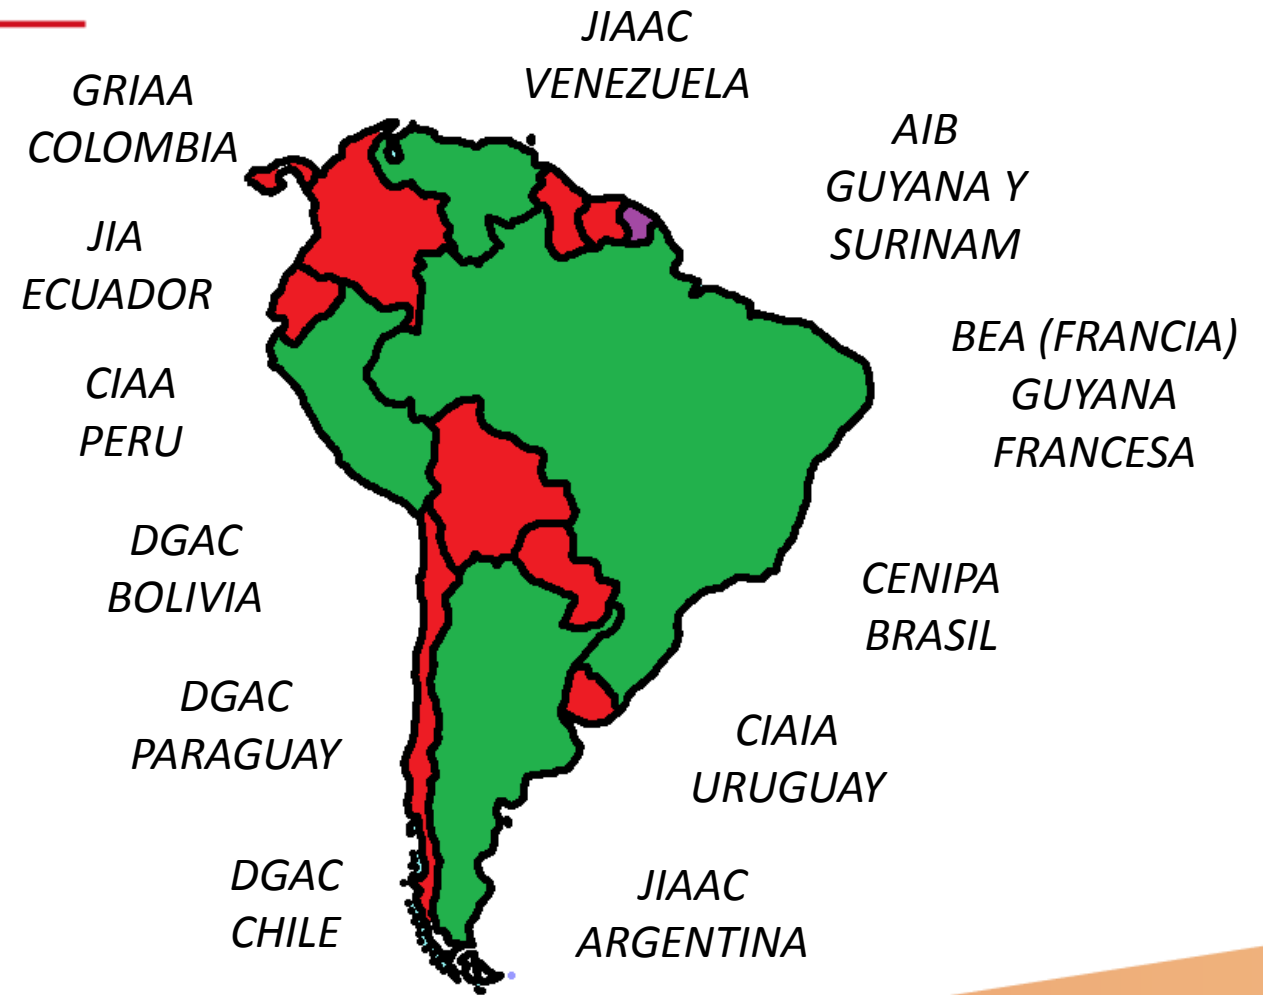 JIAAC
VENEZUELA
GRIAA
COLOMBIA
AIB
GUYANA Y
SURINAM
JIA
ECUADOR
BEA (FRANCIA)
GUYANA
FRANCESA
CIAA
PERU
DGAC
BOLIVIA
CENIPA
BRASIL
DGAC
PARAGUAY
CIAIA
URUGUAY
DGAC
CHILE
JIAAC
ARGENTINA